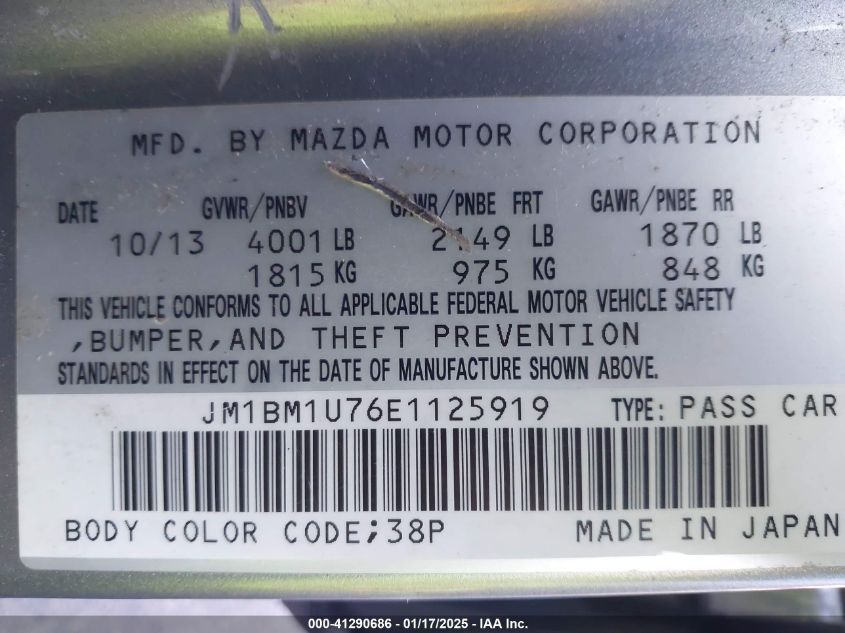 MFD. BY MAZDA MOTOR CORPORATION
DATE GVWR/PNBV GAWR/PNBE FRT GAWR/PNBE RR
10/13 4001 LB 2149 LB 1870 LB
1815 KG 975 KG 848 KG
THIS VEHICLE CONFORMS TO ALL APPLICABLE FEDERAL MOTOR VEHICLE SAFETY
,BUMPER,AND THEFT PREVENTION
STANDARDS IN EFFECT ON THE DATE OF MANUFACTURE SHOWN ABOVE.
JM1BM1U76E1125919 TYPE: PASS CAR
BODY COLOR CODE;38P MADE IN JAPAN
000-41290686 - 01/17/2025 - IAAI, Inc.